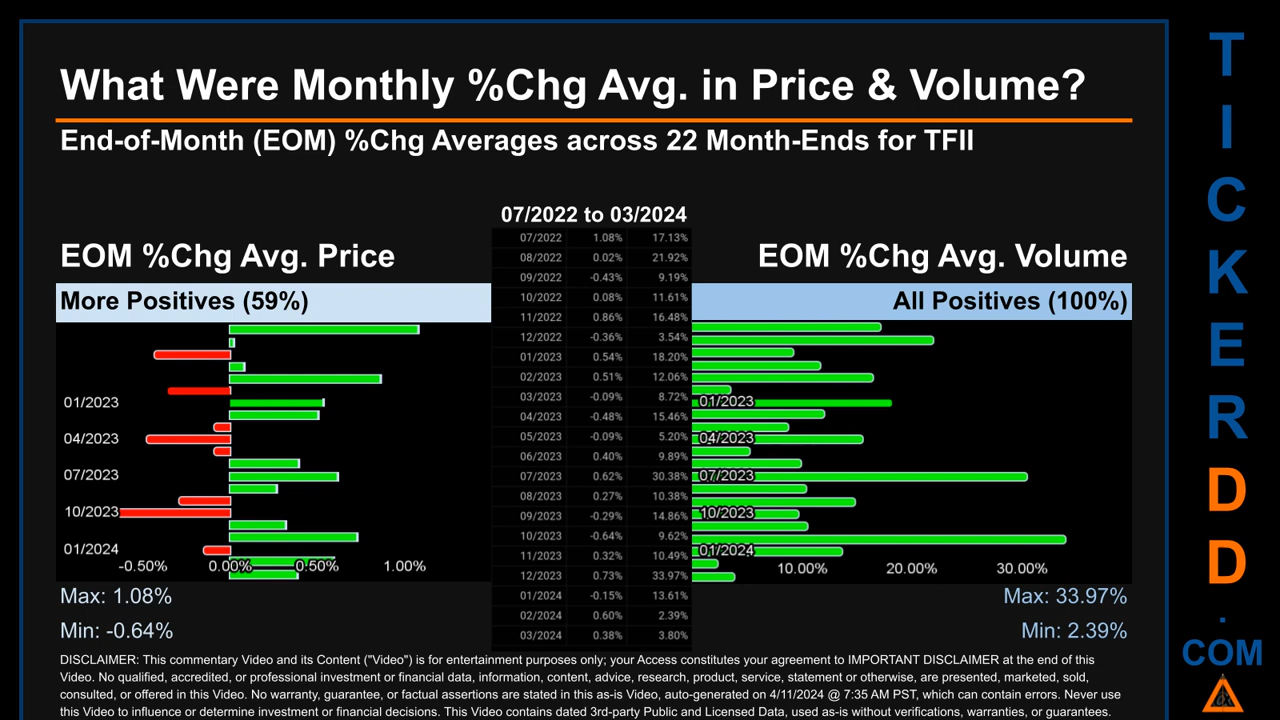 What Were Monthly %Chg Avg. in Price & Volume?
End-of-Month (EOM) %Chg Averages across 22 Month-Ends for TFII
07/2022 to 03/2024
EOM %Chg Avg. Price
More Positives (59%)
01/2023
04/2023
07/2023
10/2023
01/2024
-0.50% 0.00% 0.50% 1.00%
Max: 1.08%
Min: -0.64%
07/2022 1.08% 17.13%
08/2022 0.02% 21.92%
09/2022 -0.43% 9.19%
10/2022 0.08% 11.61%
11/2022 0.86% 16.48%
12/2022 -0.36% 3.54%
01/2023 0.54% 18.20%
02/2023 0.51% 12.06%
03/2023 -0.09% 8.72%
04/2023 -0.48% 15.46%
05/2023 -0.09% 5.20%
06/2023 0.40% 9.89%
07/2023 0.62% 30.38%
08/2023 0.27% 10.38%
09/2023 -0.29% 14.86%
10/2023 -0.64% 9.62%
11/2023 0.32% 10.49%
12/2023 0.73% 33.97%
01/2024 -0.15% 13.61%
02/2024 0.60% 2.39%
03/2024 0.38% 3.80%
EOM %Chg Avg. Volume
All Positives (100%)
01/2023
04/2023
07/2023
10/2023
01/2024
10.00% 20.00% 30.00%
Max: 33.97%
Min: 2.39%
DISCLAIMER: This commentary Video and its Content ("Video") is for entertainment purposes only; your Access constitutes your agreement to IMPORTANT DISCLAIMER at the end of this
Video. No qualified, accredited, or professional investment or financial data, information, content, advice, research, product, service, statement or otherwise, are presented, marketed, sold,
consulted, or offered in this Video. No warranty, guarantee, or factual assertions are stated in this as-is Video, auto-generated on 4/11/2024 @ 7:35 AM PST, which can contain errors. Never use
this Video to influence or determine investment or financial decisions. This Video contains dated 3rd-party Public and Licensed Data, used as-is without verifications, warranties, or guarantees.
T
I
C
K
E
R
D
D
.
COM